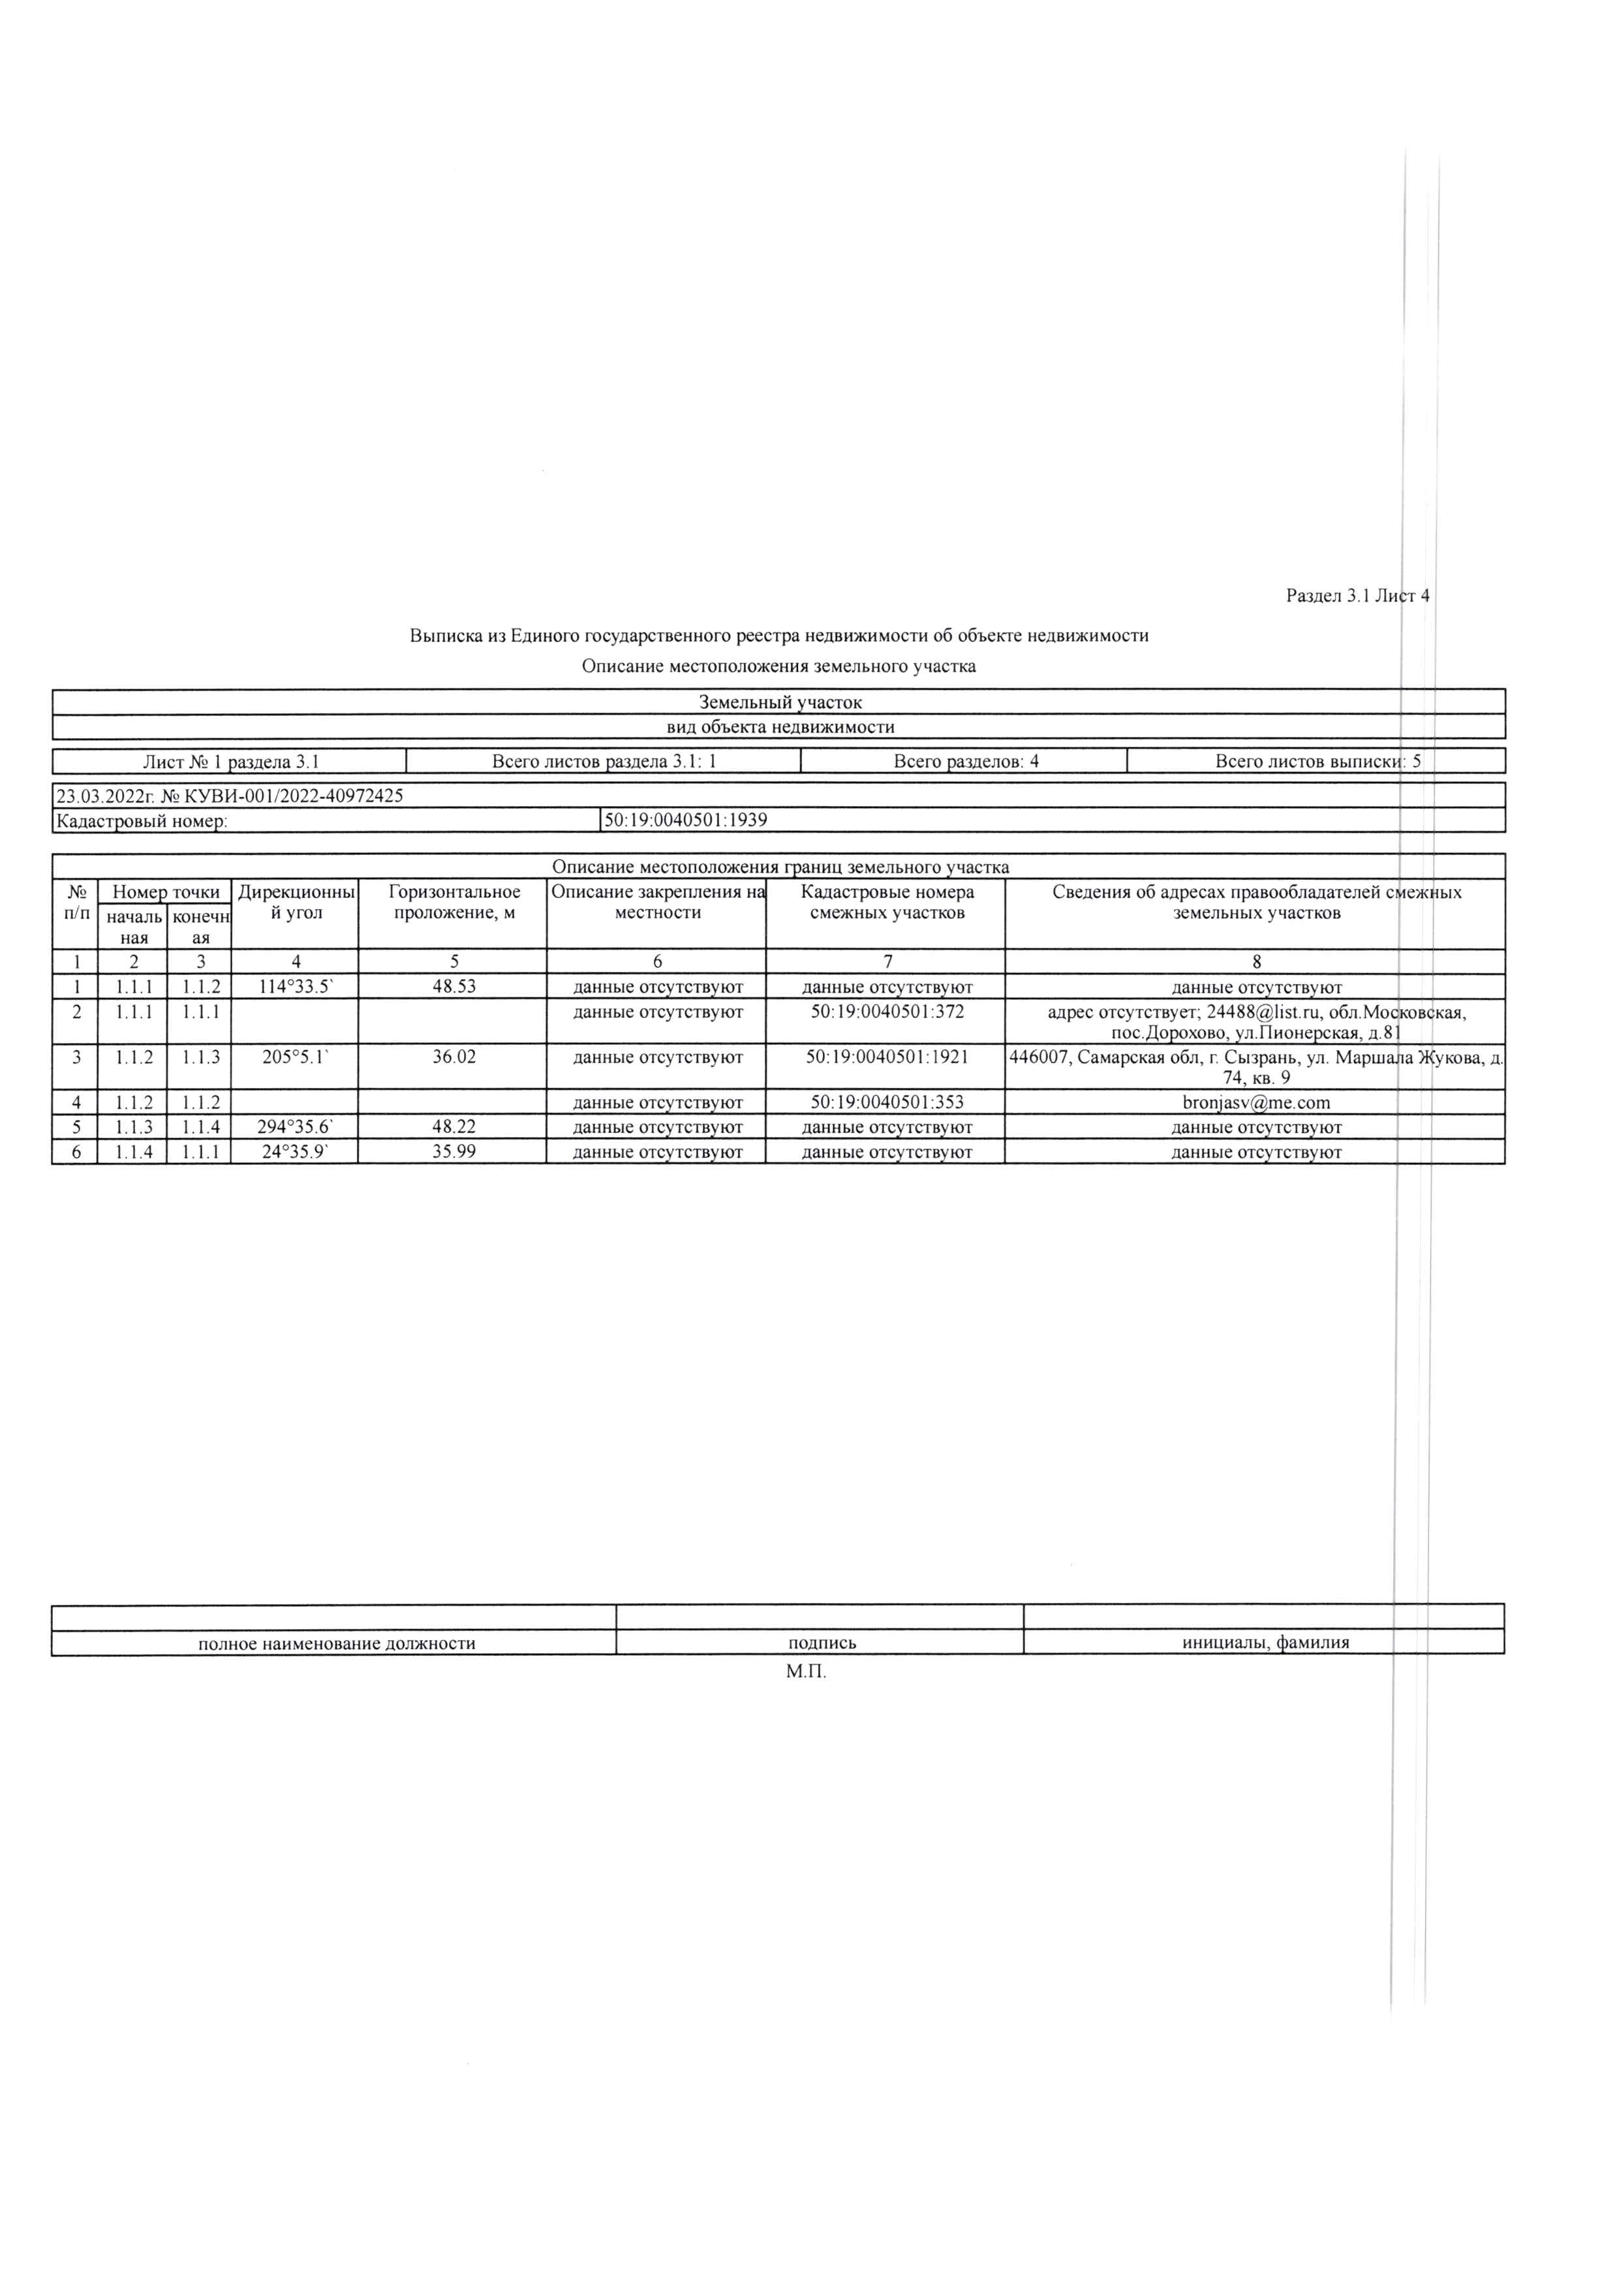 Раздел 3.1 Лист 4
Выписка из Единого государственного реестра недвижимости об объекте недвижимости
Описание местоположения земельного участка
Земельный участок
вид объекта недвижимости
Лист № 1 раздела 3.1 Всего листов раздела 3.1: 1 Всего разделов: 4 Всего листов выписки: 5
23.03.2022г. № КУВИ-001/2022-40972425
Кадастровый номер: 50:19:0040501:1939
Описание местоположения границ земельного участка
№ Номер точки Дирекционны Горизонтальное Описание закрепления на Кадастровые номера Сведения об адресах правообладателей смежных
п/п началь конечн й угол проложение, м местности смежных участков земельных участков
ная ая
1 2 3 4 5 6 7 8
1 1.1.1 1.1.2 114°33.5` 48.53 данные отсутствуют данные отсутствуют данные отсутствуют
2 1.1.1 1.1.1 данные отсутствуют 50:19:0040501:372 адрес отсутствует; 24488@list.ru, обл.Московская,
пос.Дорохово, ул.Пионерская, д.81
3 1.1.2 1.1.3 205°5.1` 36.02 данные отсутствуют 50:19:0040501:1921 446007, Самарская обл, г. Сызрань, ул. Маршала Жукова, д.
74, кв. 9
4 1.1.2 1.1.2 данные отсутствуют 50:19:0040501:353 bronjasv@me.com
5 1.1.3 1.1.4 294°35.6` 48.22 данные отсутствуют данные отсутствуют данные отсутствуют
6 1.1.4 1.1.1 24°35.9` 35.99 данные отсутствуют данные отсутствуют данные отсутствуют
полное наименование должности подпись инициалы, фамилия
М.П.